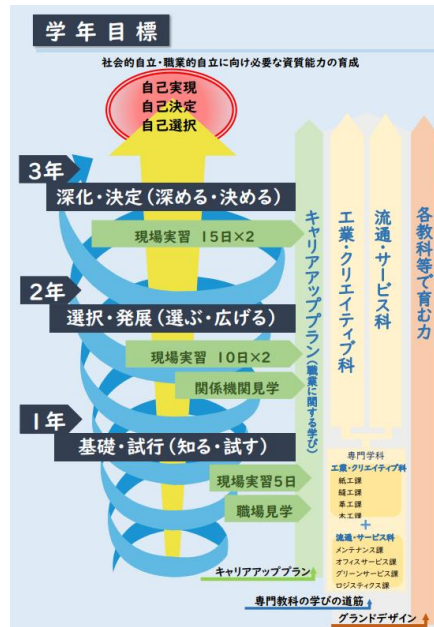 学年目標
社会的自立・職業的自立に向け必要な資質能力の育成
自己実現
自己決定
自己選択
3年
深化・決定(深める・決める)
現場実習 15日×2
2年
選択・発展(選ぶ・広げる)
現場実習 10日×2
関係機関見学
1年
基礎・試行(知る・試す)
現場実習5日
職場見学
キャリアアッププラン(職業に関する学び)
工業・クリエイティブ科
流通・サービス科
各教科等で育む力
専門学科
工業・クリエイティブ科
紙工課
縫工課
革工課
木工課
+
流通・サービス科
メンテナンス課
オフィスサービス課
グリーンサービス課
ロジスティクス課
キャリアアッププラン
専門教科の学びの道筋
グランドデザイン